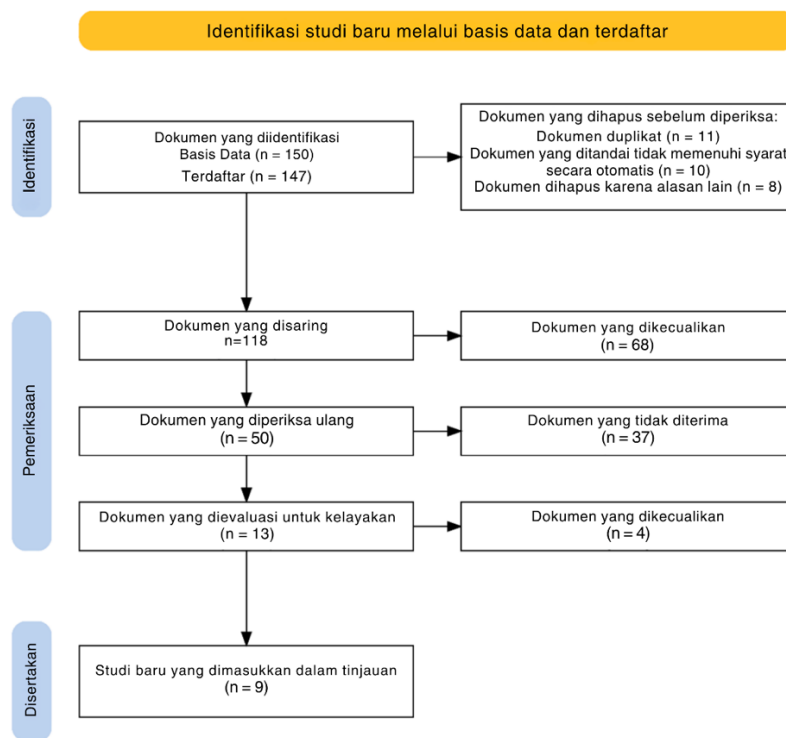 Identifikasi studi baru melalui basis data dan terdaftar
Identifikasi
Dokumen yang diidentifikasi
Basis Data (n = 150)
Terdaftar (n = 147)
Dokumen yang dihapus sebelum diperiksa:
Dokumen duplikat (n = 11)
Dokumen yang ditandai tidak memenuhi syarat
secara otomatis (n = 10)
Dokumen dihapus karena alasan lain (n = 8)
Pemeriksaan
Dokumen yang disaring
n=118
Dokumen yang dikecualikan
(n = 68)
Dokumen yang diperiksa ulang
(n = 50)
Dokumen yang tidak diterima
(n = 37)
Dokumen yang dievaluasi untuk kelayakan
(n = 13)
Dokumen yang dikecualikan
(n = 4)
Disertakan
Studi baru yang dimasukkan dalam tinjauan
(n = 9)